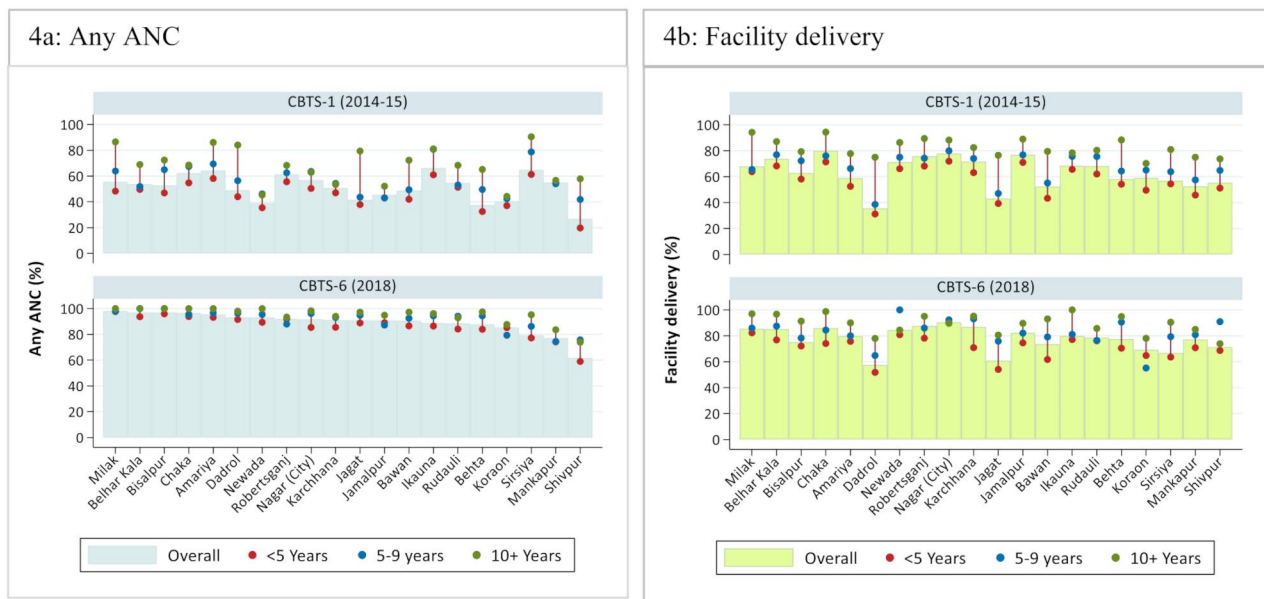 4a: Any ANC
CBTS-1 (2014-15)
100
80
60
40
20
0
CBTS-6 (2018)
100
80
60
40
20
0
Any ANC (%)
Milak
Belhar Kala
Bisalpur
Chaka
Amariya
Dadrol
Newada
Robertsganj
Nagar (City)
Karchhana
Jagat
Jamalpur
Bawan
Ikauna
Rudauli
Behta
Koraon
Sirsiya
Mankapur
Shivpur
Overall <5 Years 5-9 years 10+ Years
4b: Facility delivery
CBTS-1 (2014-15)
100
80
60
40
20
0
CBTS-6 (2018)
100
80
60
40
20
0
Facility delivery (%)
Milak
Belhar Kala
Bisalpur
Chaka
Amariya
Dadrol
Newada
Robertsganj
Nagar (City)
Karchhana
Jagat
Jamalpur
Bawan
Ikauna
Rudauli
Behta
Koraon
Sirsiya
Mankapur
Shivpur
Overall <5 Years 5-9 years 10+ Years